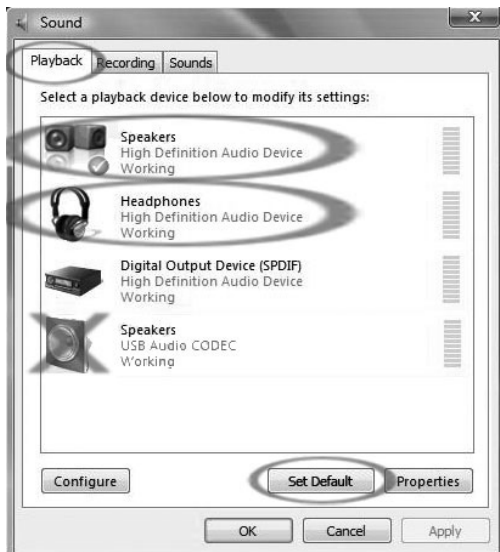 Sound
Playback Recording Sounds
Select a playback device below to modify its settings:
Speakers
High Definition Audio Device
Working
Headphones
High Definition Audio Device
Working
Digital Output Device (SPDIF)
High Definition Audio Device
Working
Speakers
USB Audio CODEC
Working
Configure Set Default Properties
OK Cancel Apply